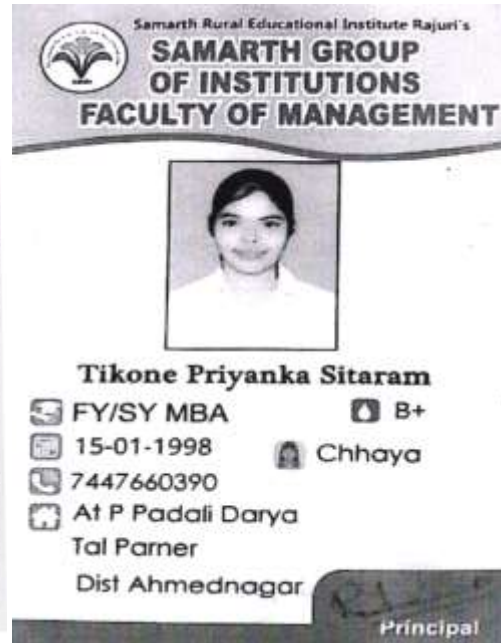 Samarth Rural Educational Institute Rajuri's
SAMARTH GROUP
OF INSTITUTIONS
FACULTY OF MANAGEMENT
Tikone Priyanka Sitaram
FY/SY MBA
B+
15-01-1998
Chhaya
7447660390
At P Padali Darya
Tal Parner
Dist Ahmednagar
Principal